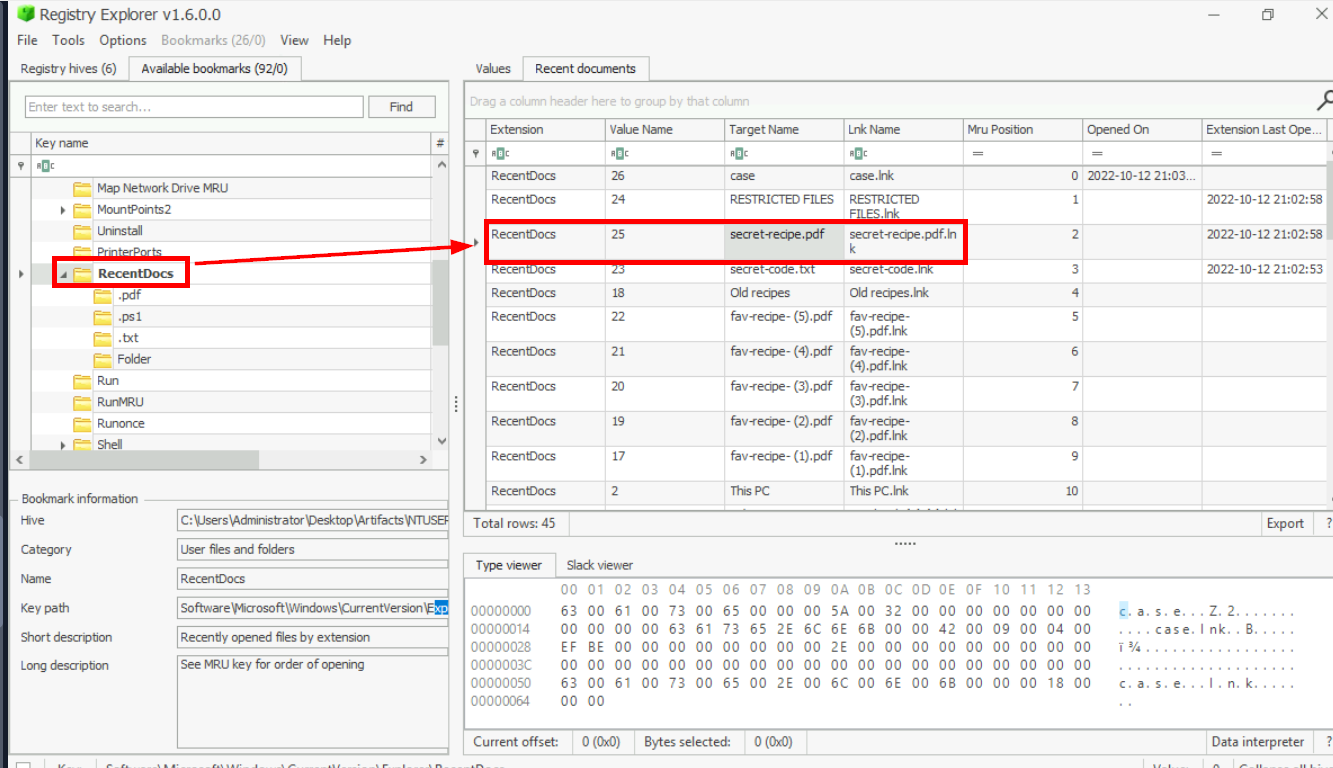 Registry Explorer v1.6.0.0
File Tools Options Bookmarks (26/0) View Help
Registry hives (6) Available bookmarks (92/0)
Enter text to search... Find
Key name #
Map Network Drive MRU
MountPoints2
Uninstall
PrinterPorts
RecentDocs
.pdf
.ps1
.txt
Folder
Run
RunMRU
Runonce
Shell
Bookmark information
Hive C:\Users\Administrator\Desktop\Artifacts\NTUSER
Category User files and folders
Name RecentDocs
Key path Software\Microsoft\Windows\CurrentVersion\Exp
Short description Recently opened files by extension
Long description See MRU key for order of opening
Values Recent documents
Drag a column header here to group by that column
Extension Value Name Target Name Lnk Name Mru Position Opened On Extension Last Ope...
RecentDocs 26 case case.lnk 0 2022-10-12 21:03...
RecentDocs 24 RESTRICTED FILES RESTRICTED 1 2022-10-12 21:02:58
FILES.lnk
RecentDocs 25 secret-recipe.pdf secret-recipe.pdf.ln 2 2022-10-12 21:02:58
k
RecentDocs 23 secret-code.txt secret-code.lnk 3 2022-10-12 21:02:53
RecentDocs 18 Old recipes Old recipes.lnk 4
RecentDocs 22 fav-recipe- (5).pdf fav-recipe- 5
(5).pdf.lnk
RecentDocs 21 fav-recipe- (4).pdf fav-recipe- 6
(4).pdf.lnk
RecentDocs 20 fav-recipe- (3).pdf fav-recipe- 7
(3).pdf.lnk
RecentDocs 19 fav-recipe- (2).pdf fav-recipe- 8
(2).pdf.lnk
RecentDocs 17 fav-recipe- (1).pdf fav-recipe- 9
(1).pdf.lnk
RecentDocs 2 This PC This PC.lnk 10
Total rows: 45 Export ?
Type viewer Slack viewer
00 01 02 03 04 05 06 07 08 09 0A 0B 0C 0D 0E 0F 10 11 12 13
00000000 63 00 61 00 73 00 65 00 00 00 5A 00 32 00 00 00 00 00 00 00 c.a.s.e...Z.2.......
00000014 00 00 00 00 63 61 73 65 2E 6C 6E 6B 00 00 42 00 09 00 04 00 ....case.lnk..B.....
00000028 EF BE 00 00 00 00 00 00 00 00 2E 00 00 00 00 00 00 00 00 00 ï¾..................
0000003C 00 00 00 00 00 00 00 00 00 00 00 00 00 00 00 00 00 00 00 00 ....................
00000050 63 00 61 00 73 00 65 00 2E 00 6C 00 6E 00 6B 00 00 00 18 00 c.a.s.e...l.n.k.....
00000064 00 00 ..
Current offset: 0 (0x0) Bytes selected: 0 (0x0) Data interpreter ?